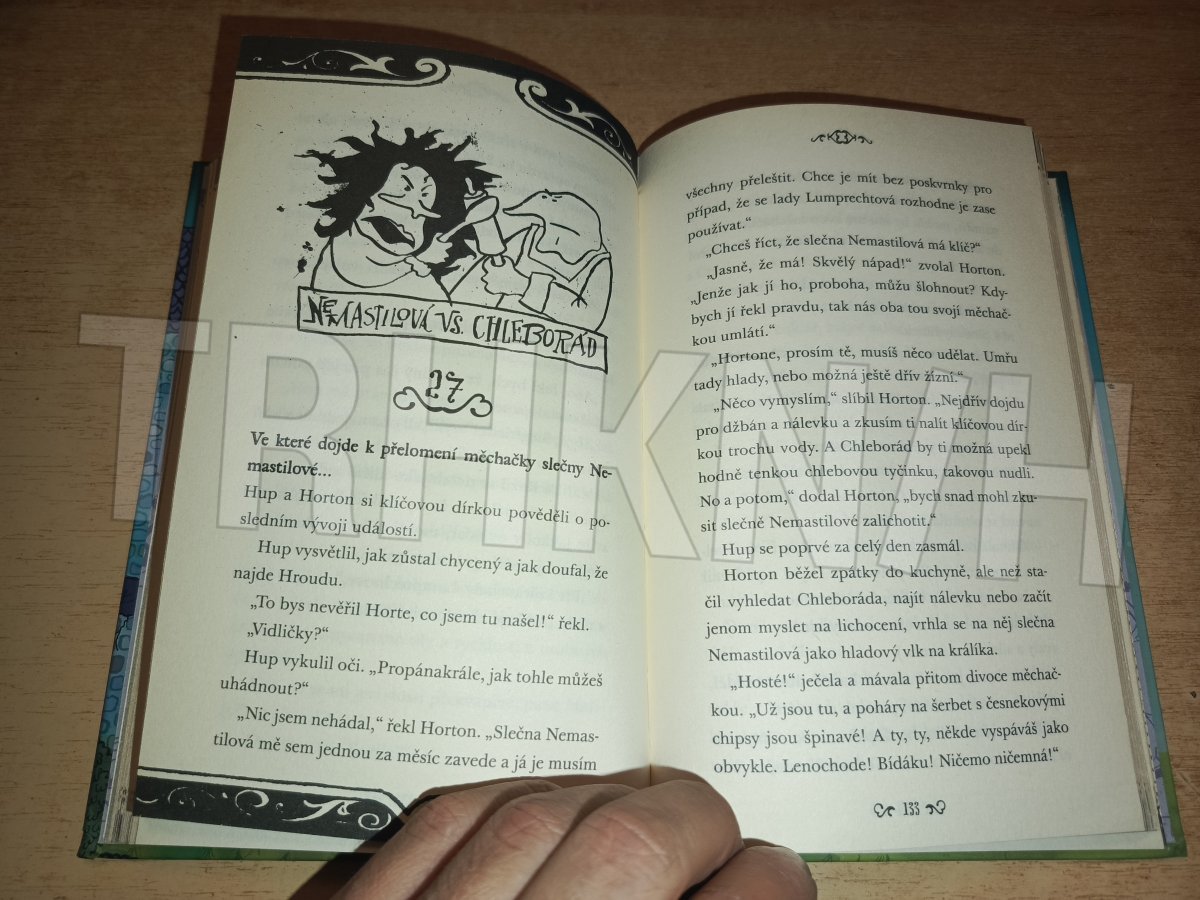 NEMASTILOVÁ VS. CHLEBORÁD
27
Ve které dojde k přelomení měchačky slečny Ne-
mastilové...
Hup a Horton si klíčovou dírkou pověděli o po-
sledním vývoji událostí.
Hup vysvětlil, jak zůstal chycený a jak doufal, že
najde Hroudu.
„To bys nevěřil Horte, co jsem tu našel!“ řekl.
„Vidličky?“
Hup vykulil oči. „Propánakrále, jak tohle můžeš
uhádnout?“
„Nic jsem nehádal,“ řekl Horton. „Slečna Nemas-
tilová mě sem jednou za měsíc zavede a já je musím
všechny přeleštit. Chce je mít bez poskvrnky pro
případ, že se lady Lumprechtová rozhodne je zase
používat.“
„Chceš říct, že slečna Nemastilová má klíč?“
„Jasně, že má! Skvělý nápad!“ zvolal Horton.
„Jenže jak jí ho, proboha, můžu šlohnout? Kdy-
bych jí řekl pravdu, tak nás oba tou svojí měchač-
kou umlátí.“
„Hortone, prosím tě, musíš něco udělat. Umřu
tady hlady, nebo možná ještě dřív žízní.“
„Něco vymyslím,“ slíbil Horton. „Nejdřív dojdu
pro džbán a nálevku a zkusím ti nalít klíčovou dír-
kou trochu vody. A Chleborád by ti možná upekl
hodně tenkou chlebovou tyčinku, takovou nudli.
No a potom,“ dodal Horton, „bych snad mohl zku-
sit slečně Nemastilové zalichotit.“
Hup se poprvé za celý den zasmál.
Horton běžel zpátky do kuchyně, ale než sta-
čil vyhledat Chleboráda, najít nálevku nebo začít
jenom myslet na lichocení, vrhla se na něj slečna
Nemastilová jako hladový vlk na králíka.
„Hosté!“ ječela a mávala přitom divoce měchač-
kou. „Už jsou tu, a poháry na šerbet s česnekovými
chipsy jsou špinavé! A ty, ty, někde vyspáváš jako
obvykle. Lenochode! Bídáku! Ničemo ničemná!“
133